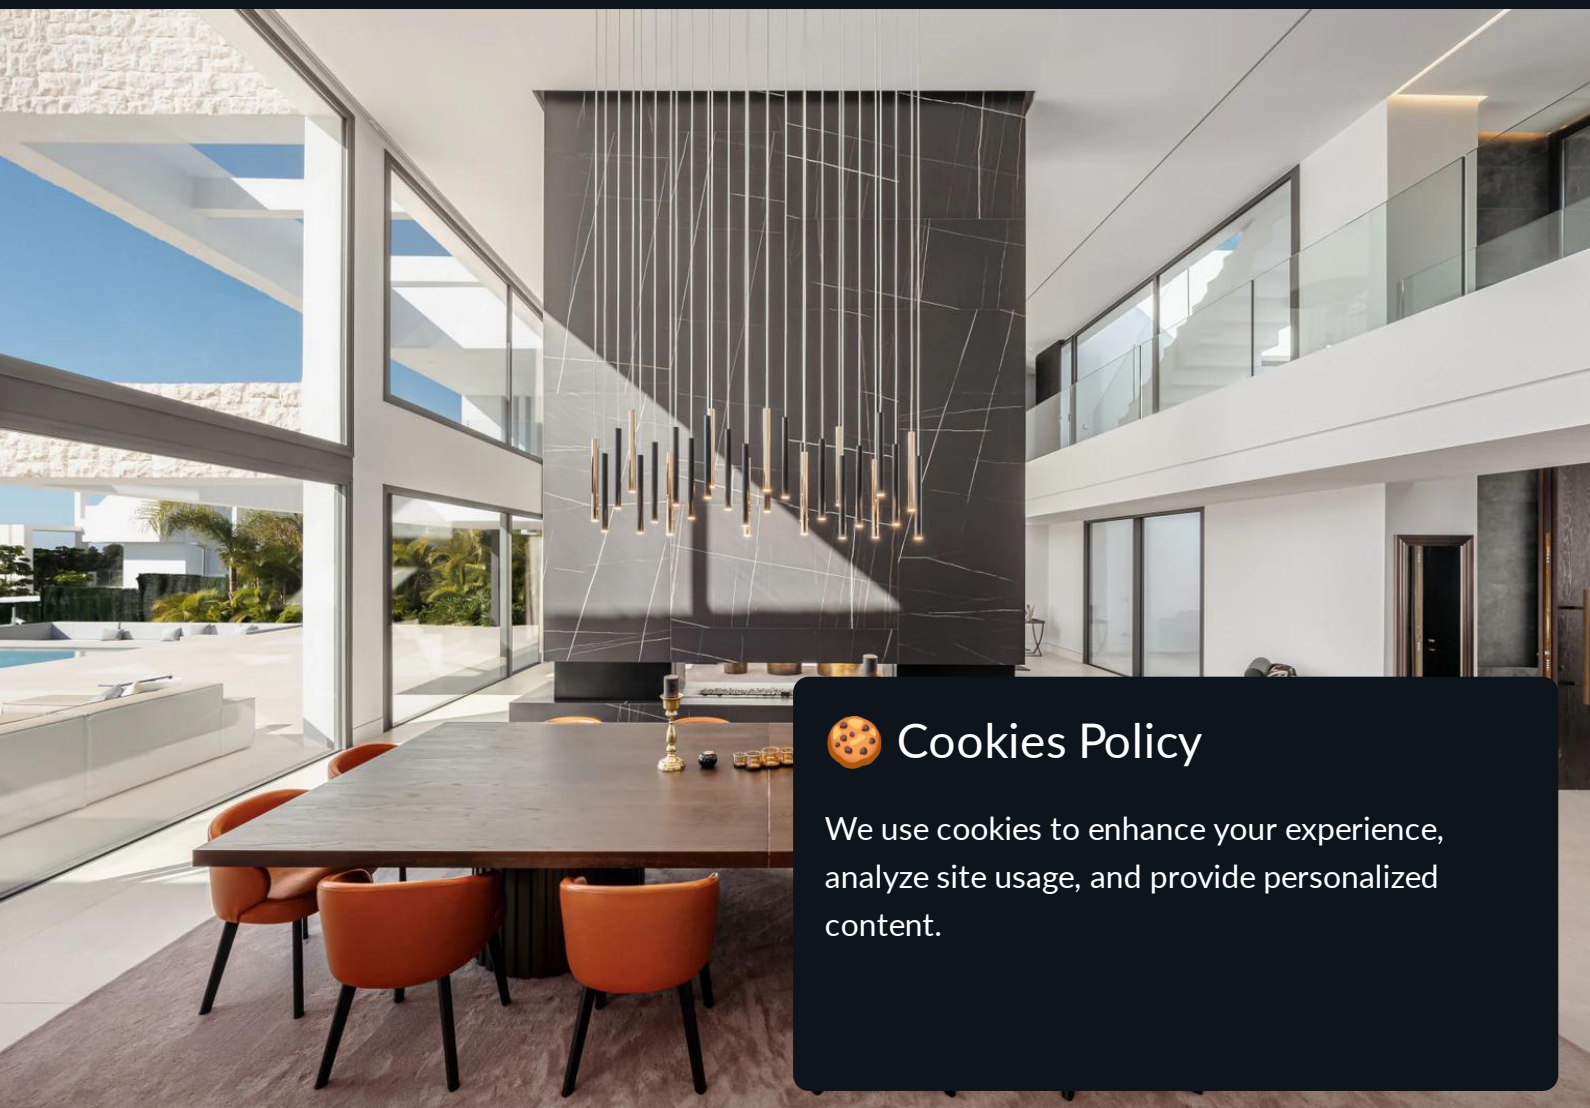 🍪 Cookies Policy
We use cookies to enhance your experience,
analyze site usage, and provide personalized
content.